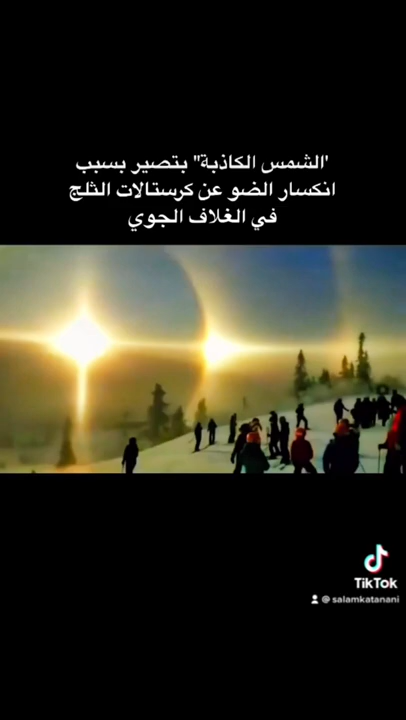 'الشمس الكاذبة" بتصير بسبب
انكسار الضو عن كرستالات الثلج
في الغلاف الجوي
TikTok
@salamkatanani